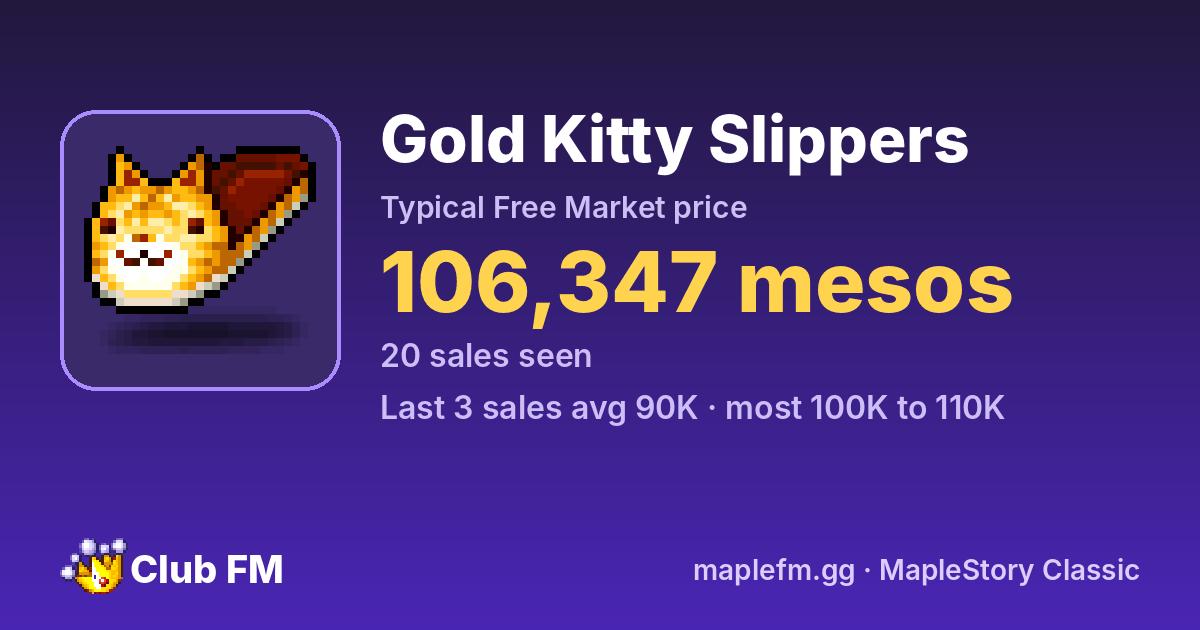 Gold Kitty Slippers
Typical Free Market price
106,347 mesos
20 sales seen
Last 3 sales avg 90K · most 100K to 110K
Club FM
maplefm.gg · MapleStory Classic